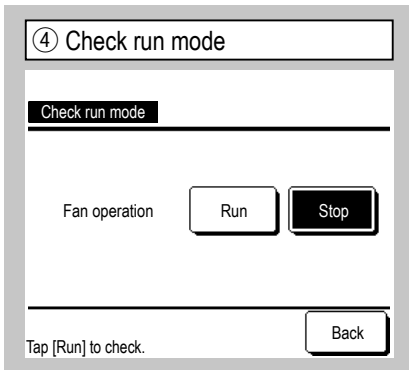 ④ Check run mode
Check run mode
Fan operation Run Stop
Back
Tap [Run] to check.